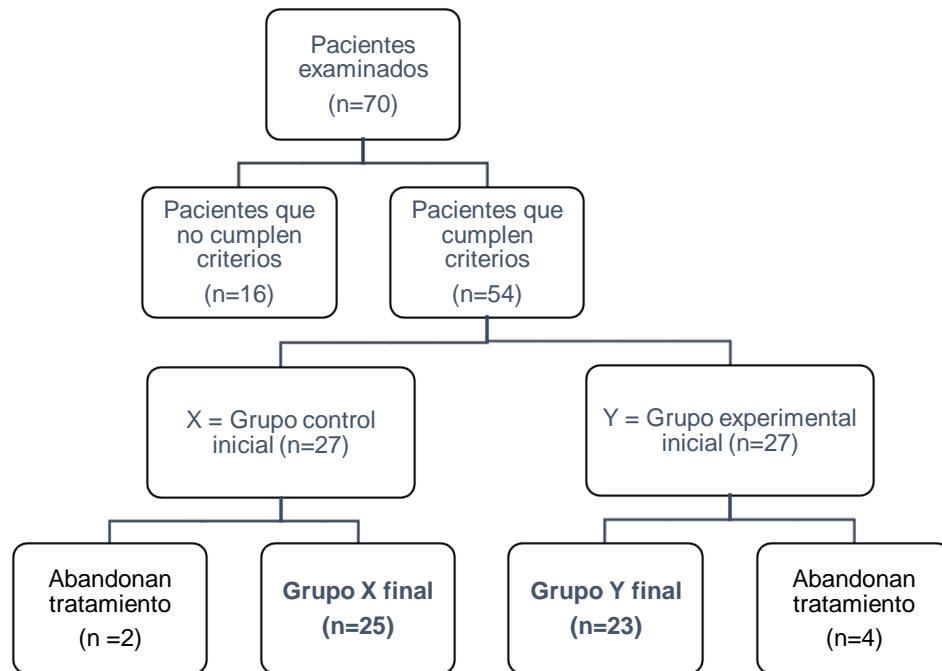 Pacientes
examinados
(n=70)
Pacientes que
no cumplen
criterios
(n=16)
Pacientes que
cumplen
criterios
(n=54)
X = Grupo control
inicial (n=27)
Y = Grupo experimental
inicial (n=27)
Abandonan
tratamiento
(n =2)
Grupo X final
(n=25)
Grupo Y final
(n=23)
Abandonan
tratamiento
(n=4)